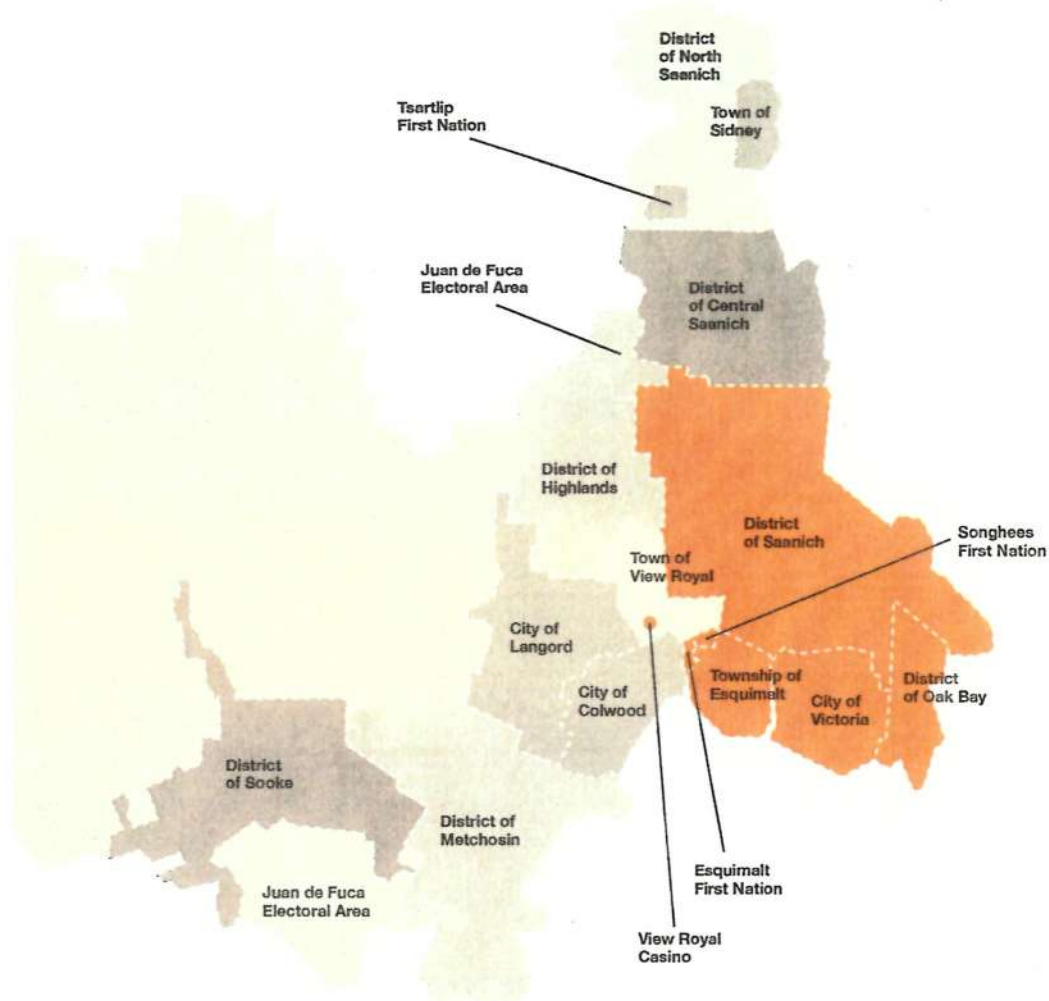 District
of North
Saanich
Town of
Sidney
Tsartlip
First Nation
Juan de Fuca
Electoral Area
District
of Central
Saanich
District of
Highlands
District
of Saanich
Songhees
First Nation
Town of
View Royal
City of
Langord
City of
Colwood
Township of
Esquimalt
City of
Victoria
District
of Oak Bay
District
of Sooke
District of
Metchosin
Juan de Fuca
Electoral Area
Esquimalt
First Nation
View Royal
Casino